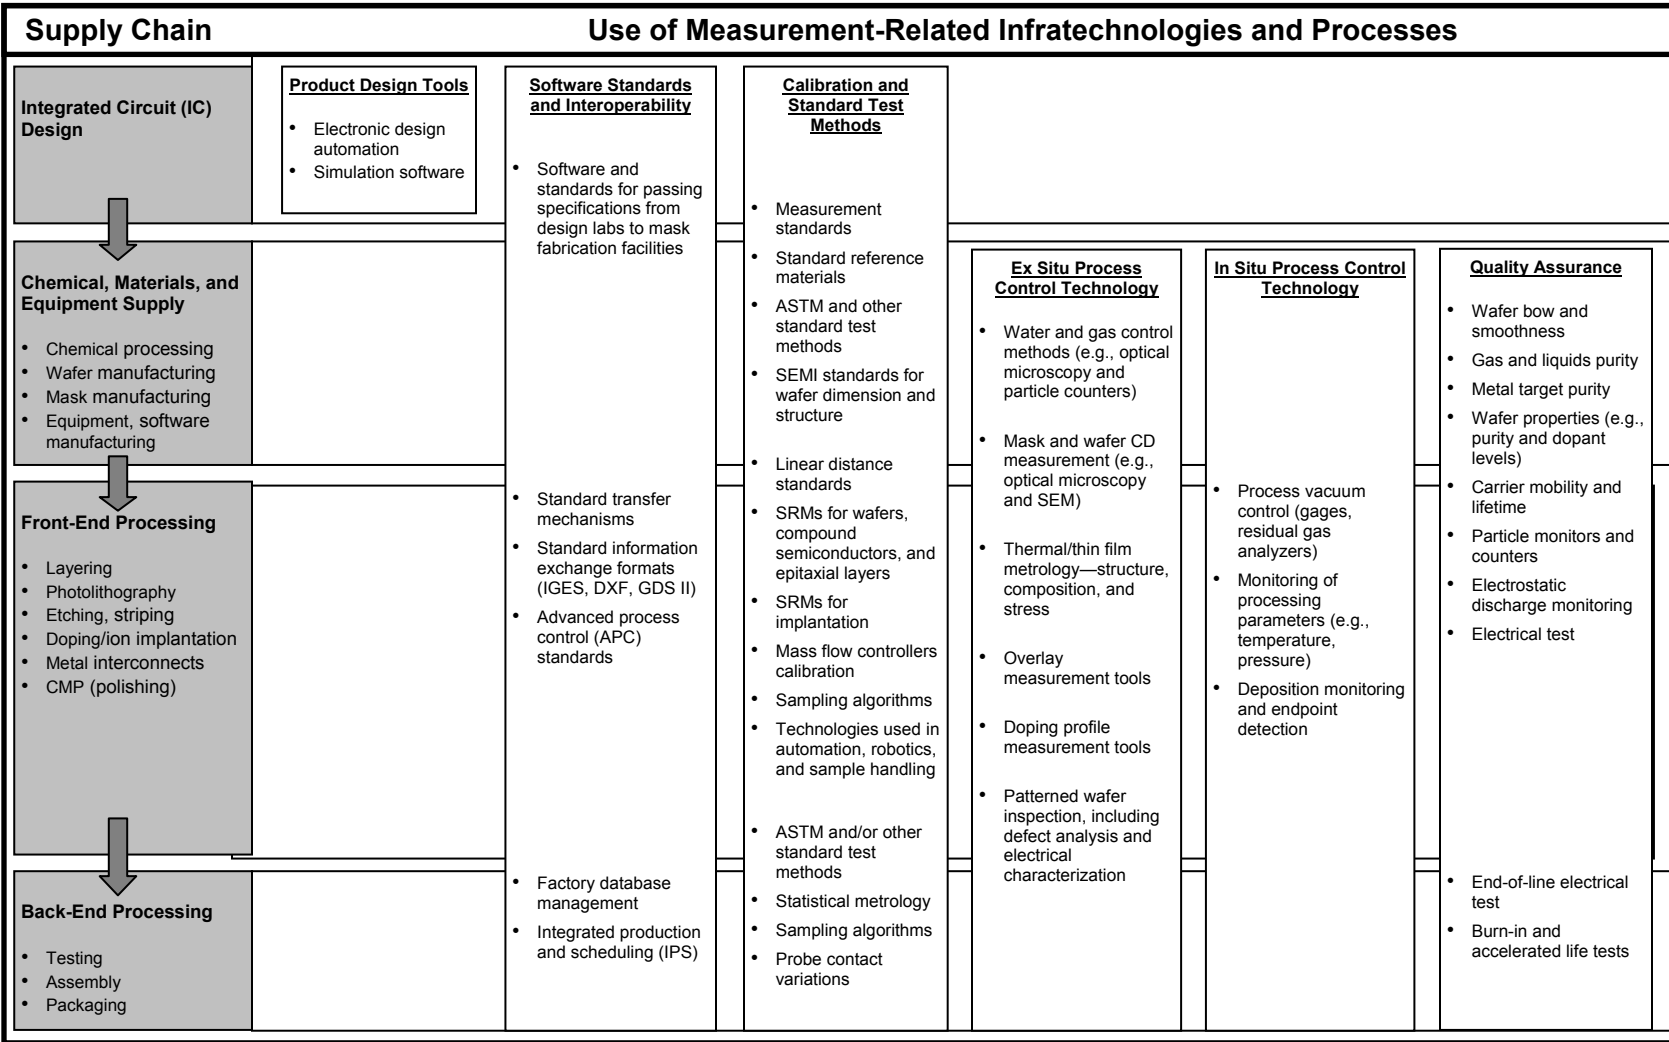 Supply Chain
Use of Measurement-Related Infratechnologies and Processes
Integrated Circuit (IC)
Design
Chemical, Materials, and
Equipment Supply
• Chemical processing
• Wafer manufacturing
• Mask manufacturing
• Equipment, software
manufacturing
Front-End Processing
• Layering
• Photolithography
• Etching, striping
• Doping/ion implantation
• Metal interconnects
• CMP (polishing)
Back-End Processing
• Testing
• Assembly
• Packaging
Product Design Tools
• Electronic design
automation
• Simulation software
Software Standards
and Interoperability
• Software and
standards for passing
specifications from
design labs to mask
fabrication facilities
• Standard transfer
mechanisms
• Standard information
exchange formats
(IGES, DXF, GDS II)
• Advanced process
control (APC)
standards
• Factory database
management
• Integrated production
and scheduling (IPS)
Calibration and
Standard Test
Methods
• Measurement
standards
• Standard reference
materials
• ASTM and other
standard test
methods
• SEMI standards for
wafer dimension and
structure
• Linear distance
standards
• SRMs for wafers,
compound
semiconductors, and
epitaxial layers
• SRMs for
implantation
• Mass flow controllers
calibration
• Sampling algorithms
• Technologies used in
automation, robotics,
and sample handling
• ASTM and/or other
standard test
methods
• Statistical metrology
• Sampling algorithms
• Probe contact
variations
Ex Situ Process
Control Technology
• Water and gas control
methods (e.g., optical
microscopy and
particle counters)
• Mask and wafer CD
measurement (e.g.,
optical microscopy
and SEM)
• Thermal/thin film
metrology—structure,
composition, and
stress
• Overlay
measurement tools
• Doping profile
measurement tools
• Patterned wafer
inspection, including
defect analysis and
electrical
characterization
In Situ Process Control
Technology
• Process vacuum
control (gages,
residual gas
analyzers)
• Monitoring of
processing
parameters (e.g.,
temperature,
pressure)
• Deposition monitoring
and endpoint
detection
Quality Assurance
• Wafer bow and
smoothness
• Gas and liquids purity
• Metal target purity
• Wafer properties (e.g.,
purity and dopant
levels)
• Carrier mobility and
lifetime
• Particle monitors and
counters
• Electrostatic
discharge monitoring
• Electrical test
• End-of-line electrical
test
• Burn-in and
accelerated life tests